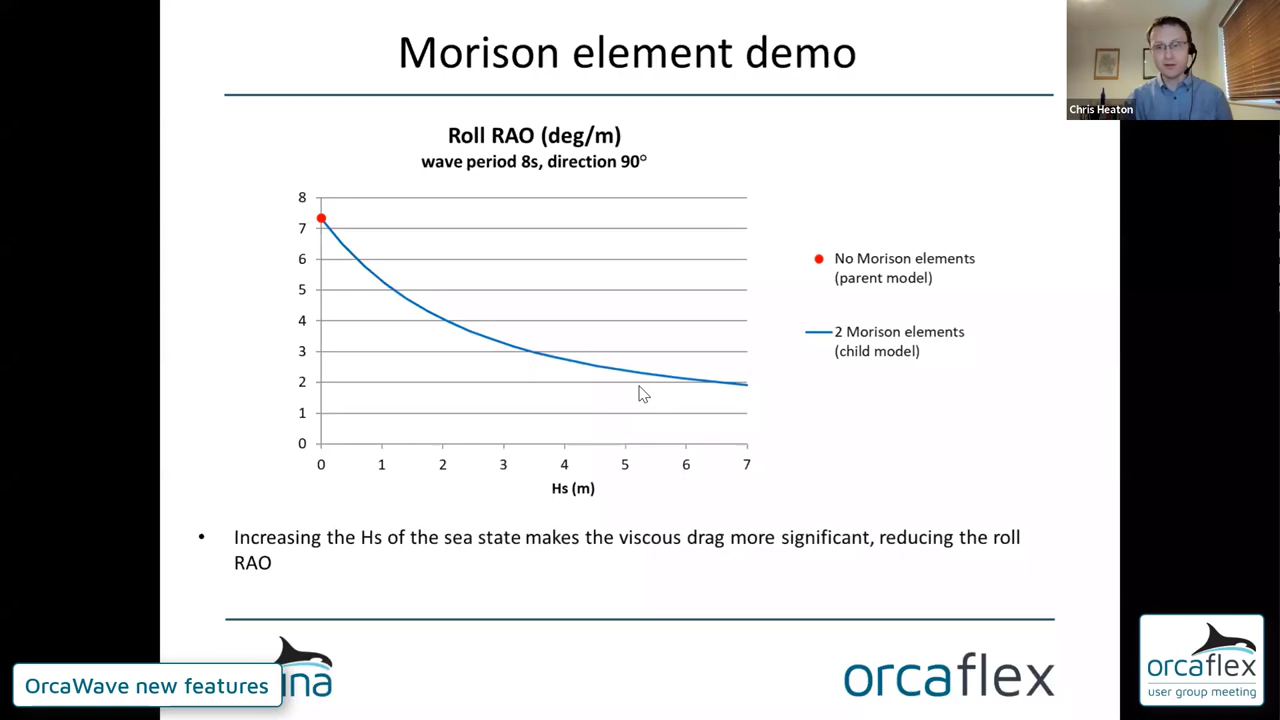 Morison element demo
Chris Heaton
Roll RAO (deg/m)
wave period 8s, direction 90°
8
7
6
5
4
3
2
1
0
0 1 2 3 4 5 6 7
Hs (m)
No Morison elements
(parent model)
2 Morison elements
(child model)
• Increasing the Hs of the sea state makes the viscous drag more significant, reducing the roll
RAO
OrcaWave new features
orcaflex
orcaflex
user group meeting